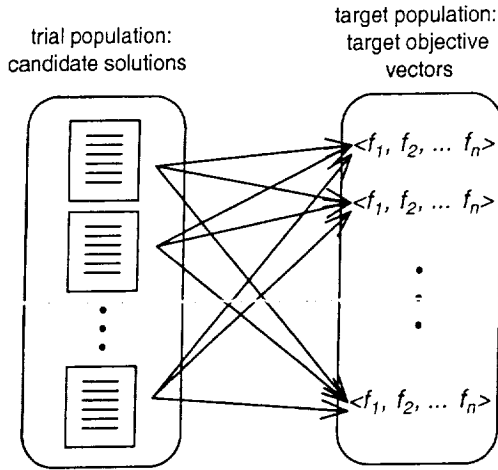 trial population:
candidate solutions
target population:
target objective
vectors
<f1, f2, ... fn>
<f1, f2, ... fn>
<f1, f2, ... fn>